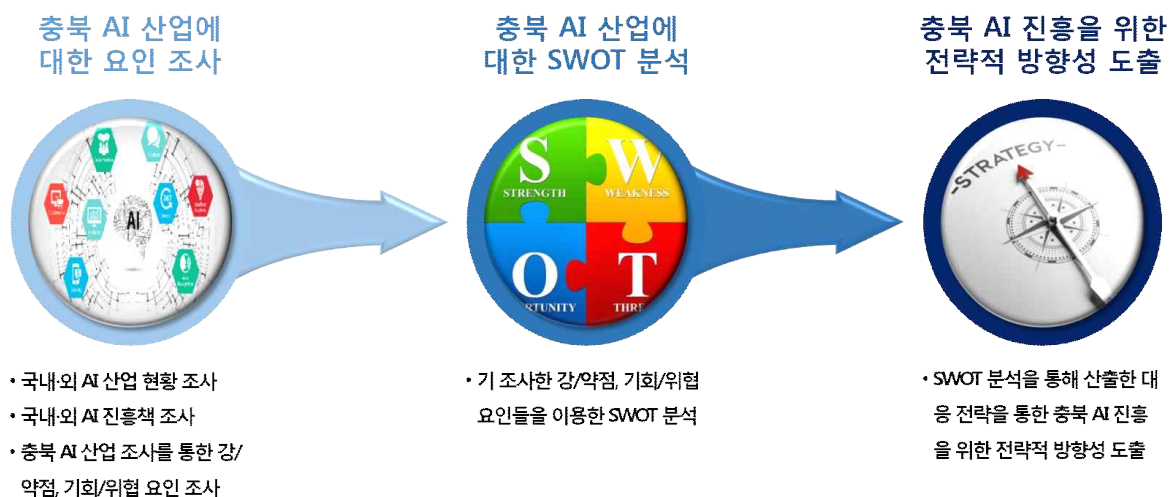 충북 AI 산업에
대한 요인 조사
충북 AI 산업에
대한 SWOT 분석
충북 AI 진흥을 위한
전략적 방향성 도출
AI
S
STRENGTH
W
WEAKNESS
O
RTUNITY
T
THRE
-STRATEGY-
• 국내·외 AI 산업 현황 조사
• 국내·외 AI 진흥책 조사
• 충북 AI 산업 조사를 통한 강/
약점, 기회/위협 요인 조사
• 기 조사한 강/약점, 기회/위협
요인들을 이용한 SWOT 분석
• SWOT 분석을 통해 산출한 대
응 전략을 통한 충북 AI 진흥
을 위한 전략적 방향성 도출